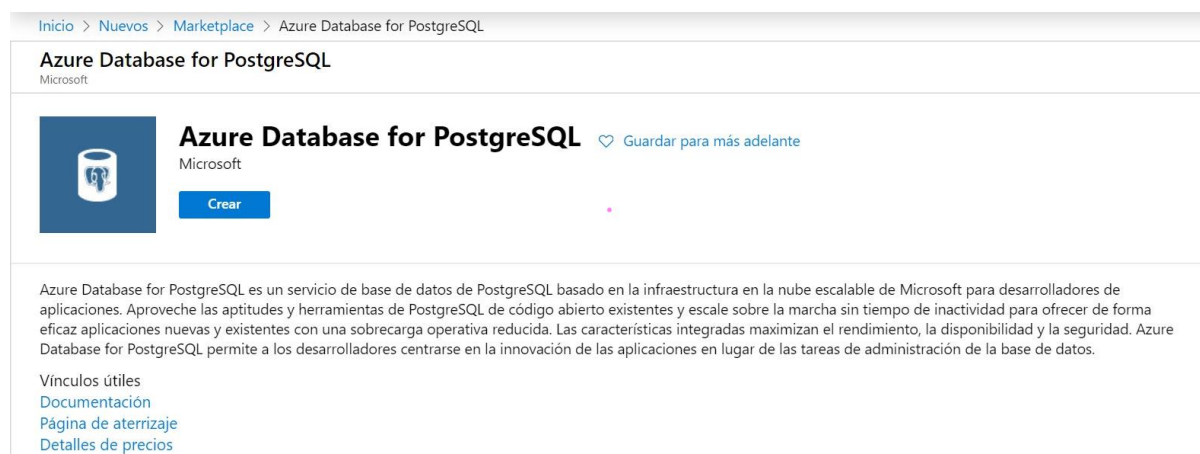 Inicio > Nuevos > Marketplace > Azure Database for PostgreSQL
Azure Database for PostgreSQL
Microsoft
Azure Database for PostgreSQL ♡ Guardar para más adelante
Microsoft
Crear
Azure Database for PostgreSQL es un servicio de base de datos de PostgreSQL basado en la infraestructura en la nube escalable de Microsoft para desarrolladores de
aplicaciones. Aproveche las aptitudes y herramientas de PostgreSQL de código abierto existentes y escale sobre la marcha sin tiempo de inactividad para ofrecer de forma
eficaz aplicaciones nuevas y existentes con una sobrecarga operativa reducida. Las características integradas maximizan el rendimiento, la disponibilidad y la seguridad. Azure
Database for PostgreSQL permite a los desarrolladores centrarse en la innovación de las aplicaciones en lugar de las tareas de administración de la base de datos.
Vínculos útiles
Documentación
Página de aterrizaje
Detalles de precios